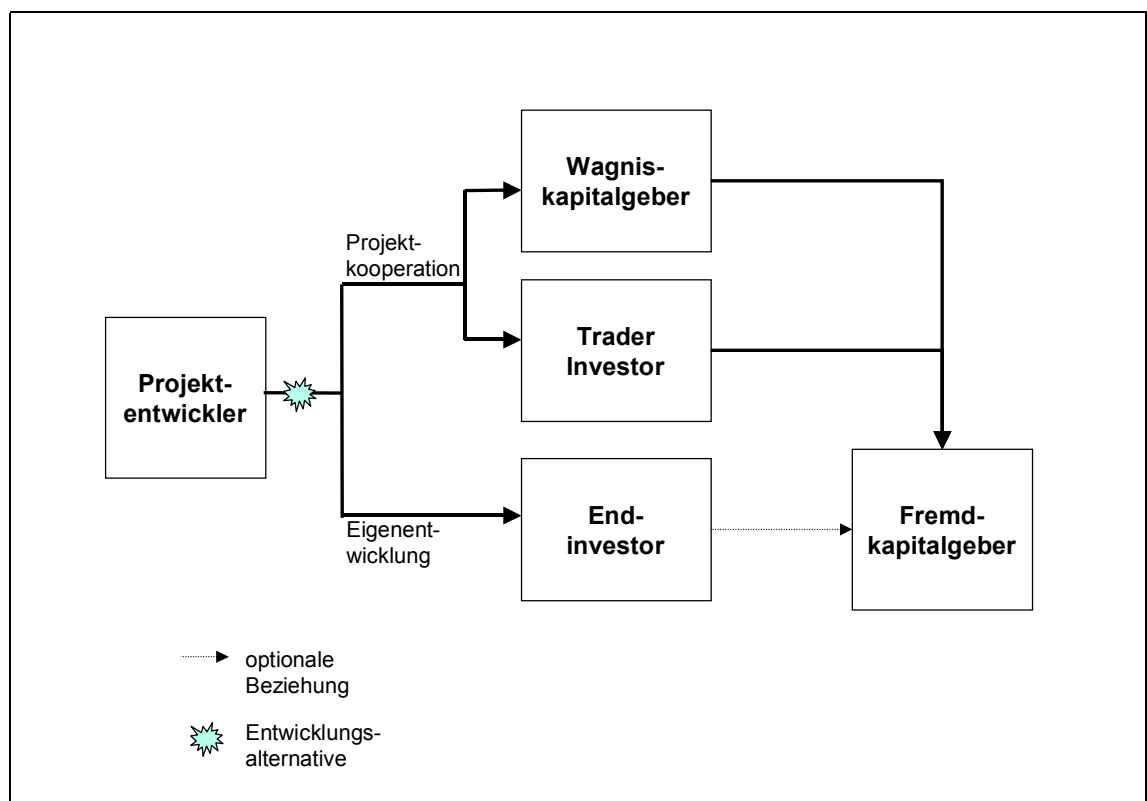 Wagnis-
kapitalgeber
Projekt-
kooperation
Trader
Investor
Projekt-
entwickler
End-
investor
Eigenent-
wicklung
Fremd-
kapitalgeber
optionale
Beziehung
Entwicklungs-
alternative